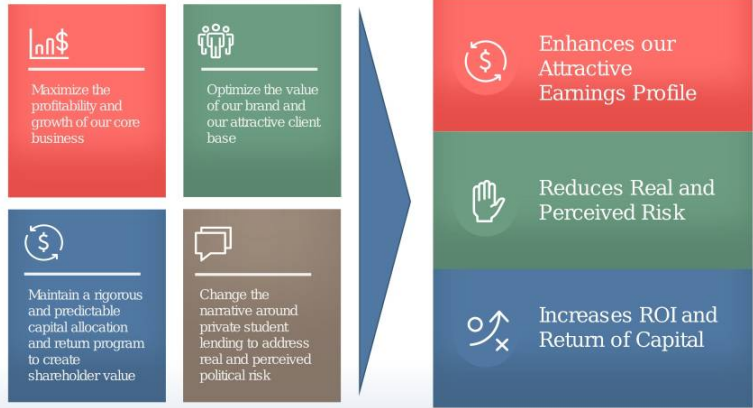 Maximize the
profitability and
growth of our core
business
Optimize the value
of our brand and
our attractive client
base
Maintain a rigorous
and predictable
capital allocation
and return program
to create
shareholder value
Change the
narrative around
private student
lending to address
real and perceived
political risk
Enhances our
Attractive
Earnings Profile
Reduces Real and
Perceived Risk
Increases ROI and
Return of Capital